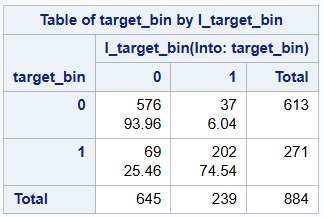 Table of target_bin by I_target_bin
I_target_bin(Into: target_bin)
target_bin 0 1 Total
0 576 37 613
93.96 6.04
1 69 202 271
25.46 74.54
Total 645 239 884